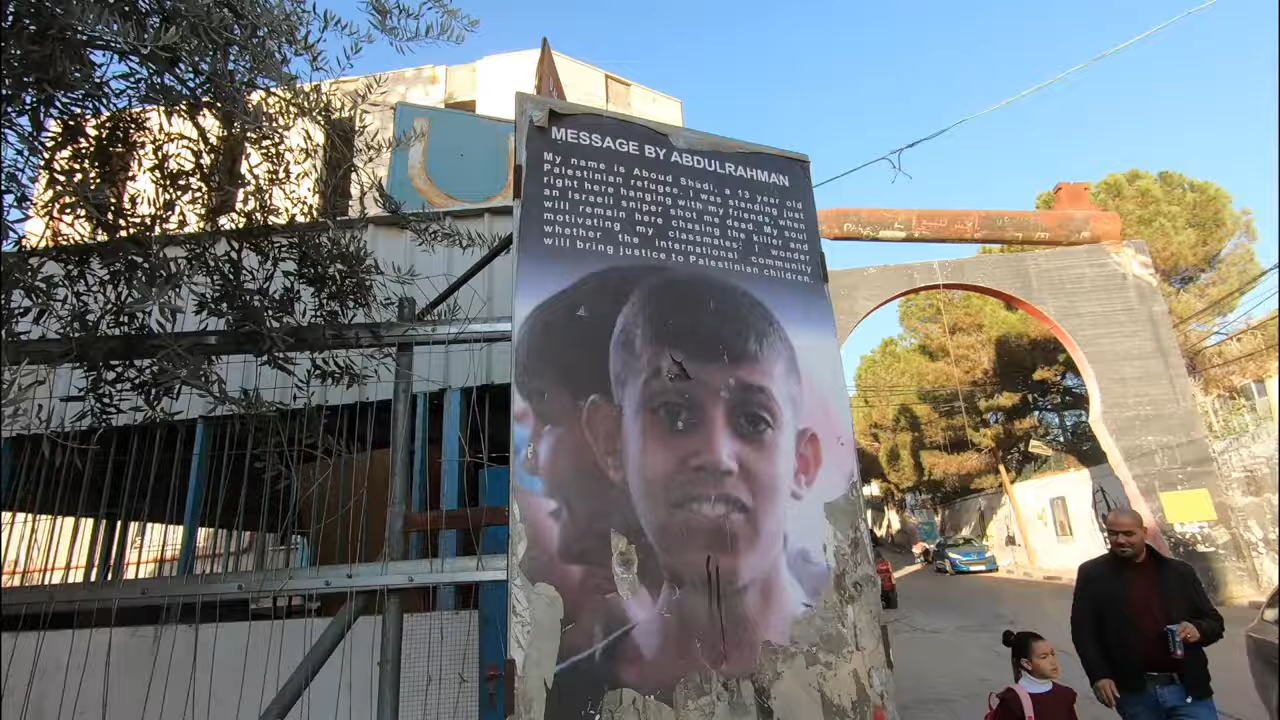 MESSAGE BY ABDULRAHMAN
My name is Aboud Shadi, a 13 year old
Palestinian refugee. I was standing just
right here hanging with my friends, when
an Israeli sniper shot me dead. My soul
will remain here chasing the killer and
motivating my classmates; I wonder
whether the international community
will bring justice to Palestinian children.
U